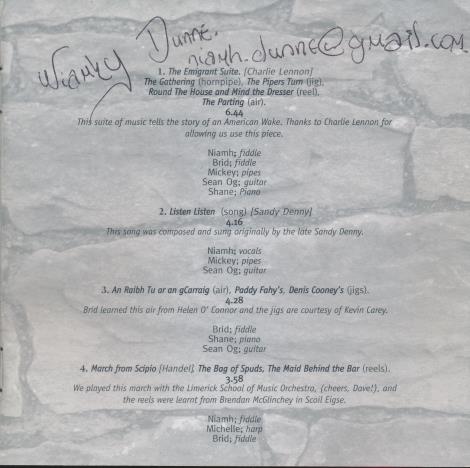 Niamh Dunne.
niamh.dunne@gmail.com
1. The Emigrant Suite. [Charlie Lennon]
The Gathering (hornpipe), The Pipers Turn (jig),
Round The House and Mind the Dresser (reel),
The Parting (air).
6.44
This suite of music tells the story of an American Wake. Thanks to Charlie Lennon for
allowing us use this piece.
Niamh; fiddle
Brid; fiddle
Mickey; pipes
Sean Og; guitar
Shane; Piano
2. Listen Listen (song) [Sandy Denny]
4.16
This song was composed and sung originally by the late Sandy Denny.
Niamh; vocals
Mickey; pipes
Sean Og; guitar
3. An Raibh Tu ar an gCarraig (air), Paddy Fahy's, Denis Cooney's (jigs).
4.28
Brid learned this air from Helen O' Connor and the jigs are courtesy of Kevin Carey.
Brid; fiddle
Shane; piano
Sean Og; guitar
4. March from Scipio [Handel], The Bag of Spuds, The Maid Behind the Bar (reels).
3.58
We played this march with the Limerick School of Music Orchestra, (cheers, Dave!), and
the reels were learnt from Brendan McGlinchey in Scoil Eigse.
Niamh; fiddle
Michelle; harp
Brid; fiddle